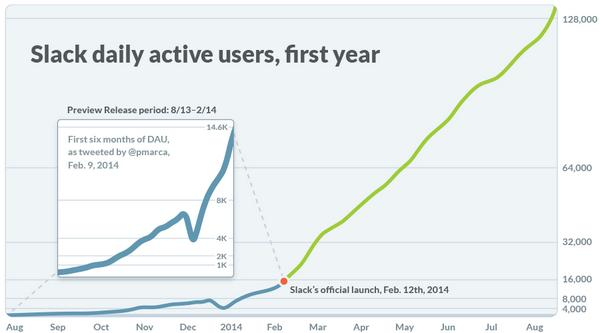 128,000
Slack daily active users, first year
Preview Release period: 8/13–2/14
14.6K
First six months of DAU,
as tweeted by @pmarca,
Feb. 9, 2014
64,000
8K
4K
32,000
2K
1K
16,000
Slack's official launch, Feb. 12th, 2014
8,000
4,000
Aug Sep Oct Nov Dec 2014 Feb Mar Apr May Jun Jul Aug